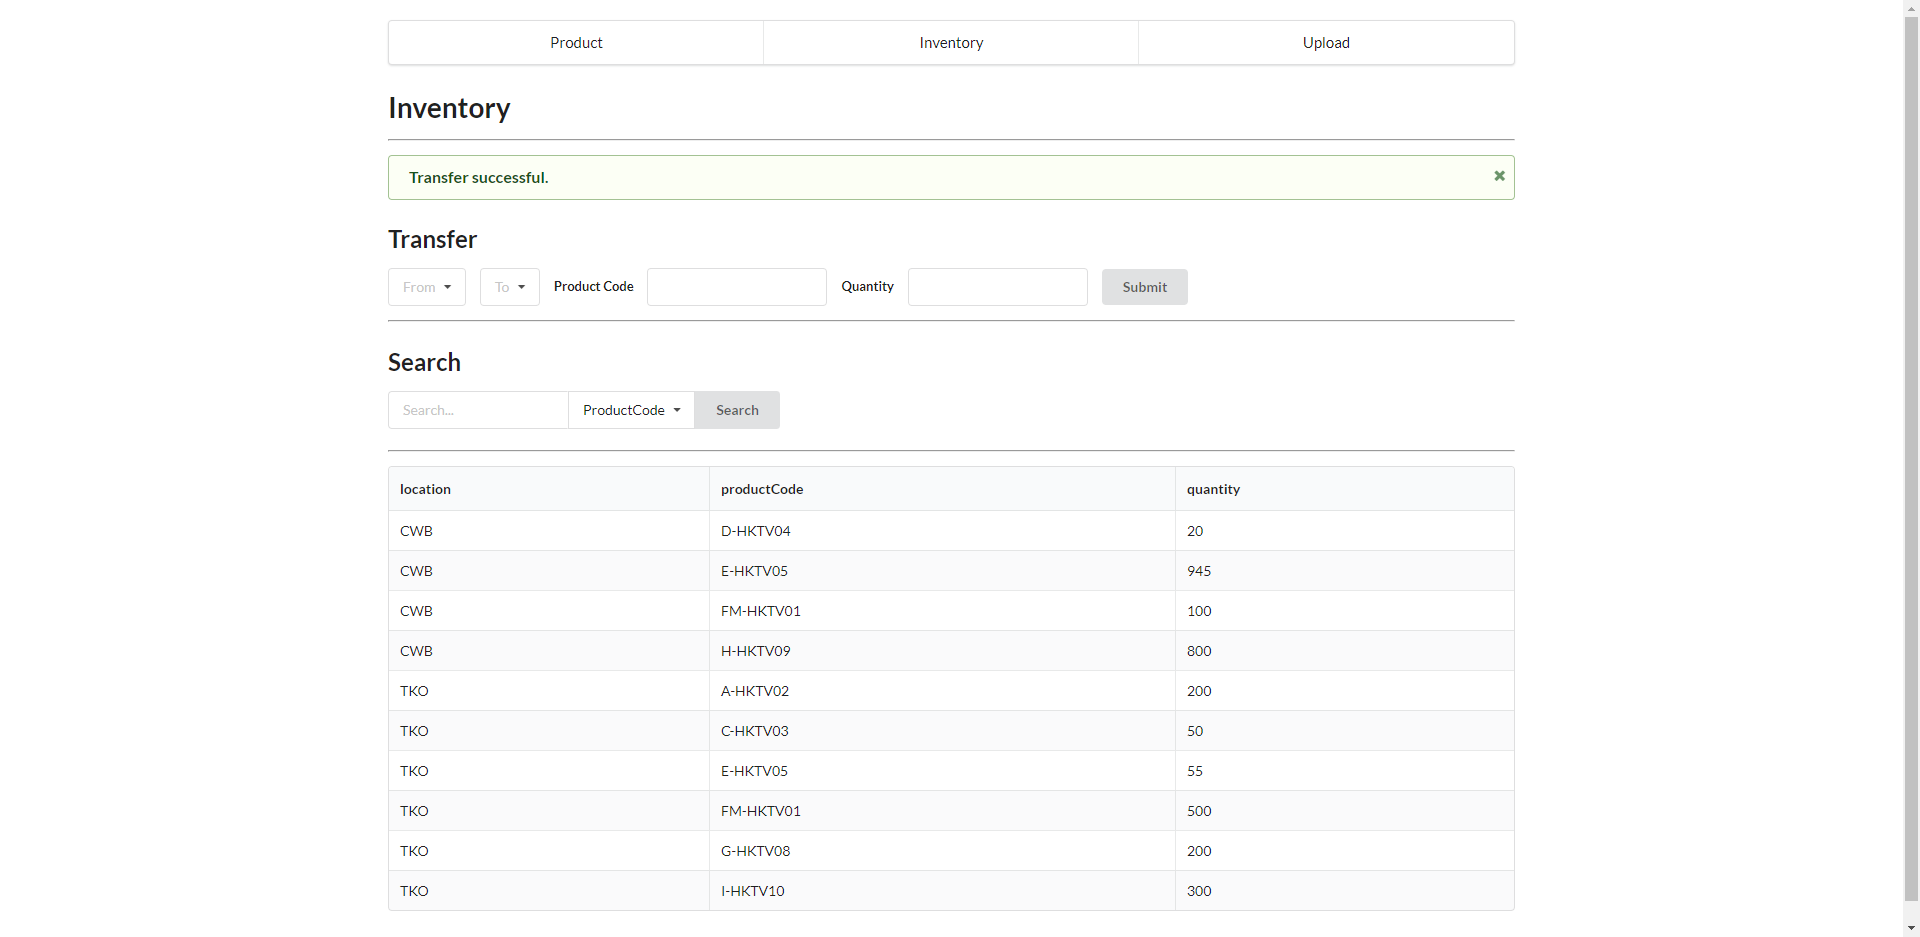 Product Inventory Upload
Inventory
Transfer successful.
Transfer
From To Product Code Quantity Submit
Search
Search... ProductCode Search
location productCode quantity
CWB D-HKTV04 20
CWB E-HKTV05 945
CWB FM-HKTV01 100
CWB H-HKTV09 800
TKO A-HKTV02 200
TKO C-HKTV03 50
TKO E-HKTV05 55
TKO FM-HKTV01 500
TKO G-HKTV08 200
TKO I-HKTV10 300